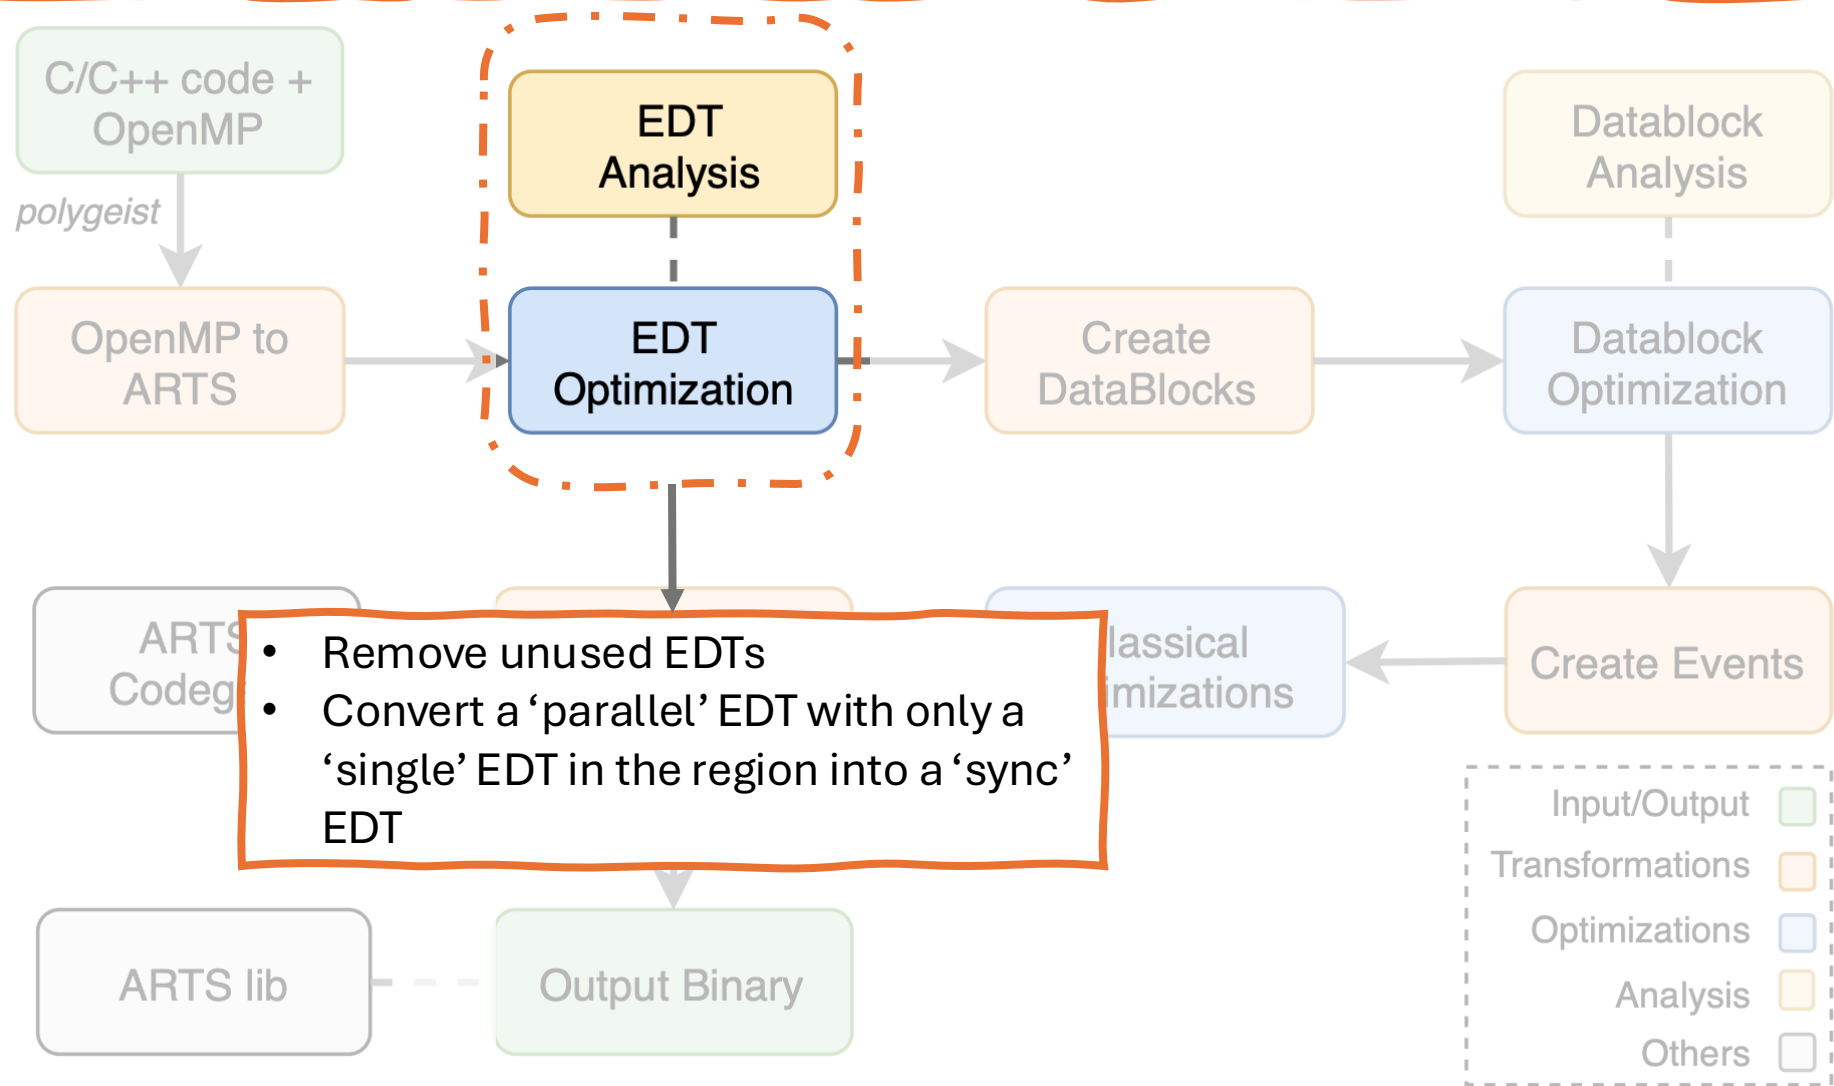 C/C++ code +
OpenMP
polygeist
EDT
Analysis
Datablock
Analysis
OpenMP to
ARTS
EDT
Optimization
Create
DataBlocks
Datablock
Optimization
ARTS
Codeg
lassical
imizations
Create Events
• Remove unused EDTs
• Convert a ‘parallel’ EDT with only a
‘single’ EDT in the region into a ‘sync’
EDT
ARTS lib
Output Binary
Input/Output
Transformations
Optimizations
Analysis
Others